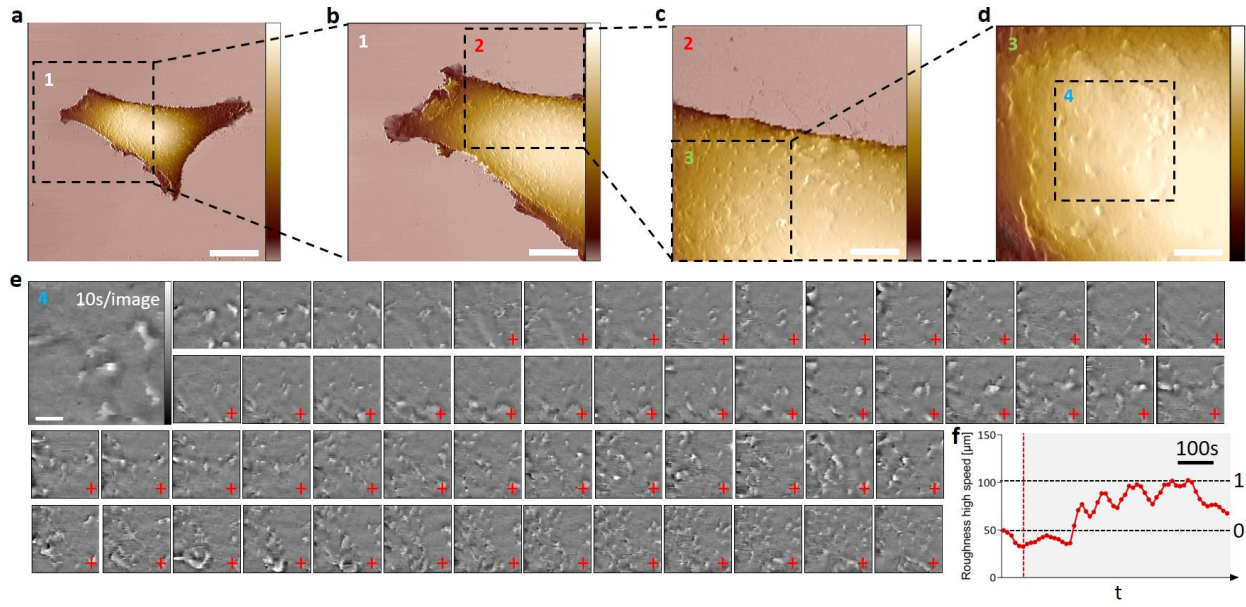 a
b
c
d
1
1
2
2
3
3
4
e
4
10s/image
+ + + + + + + + + + +
+ + + + + + + + + + + + + + +
+ + + + + + + + + + + + +
+ + + + + + + + + + + + +
f
Roughness high speed [µm]
150
100
50
0
100s
1
0
t